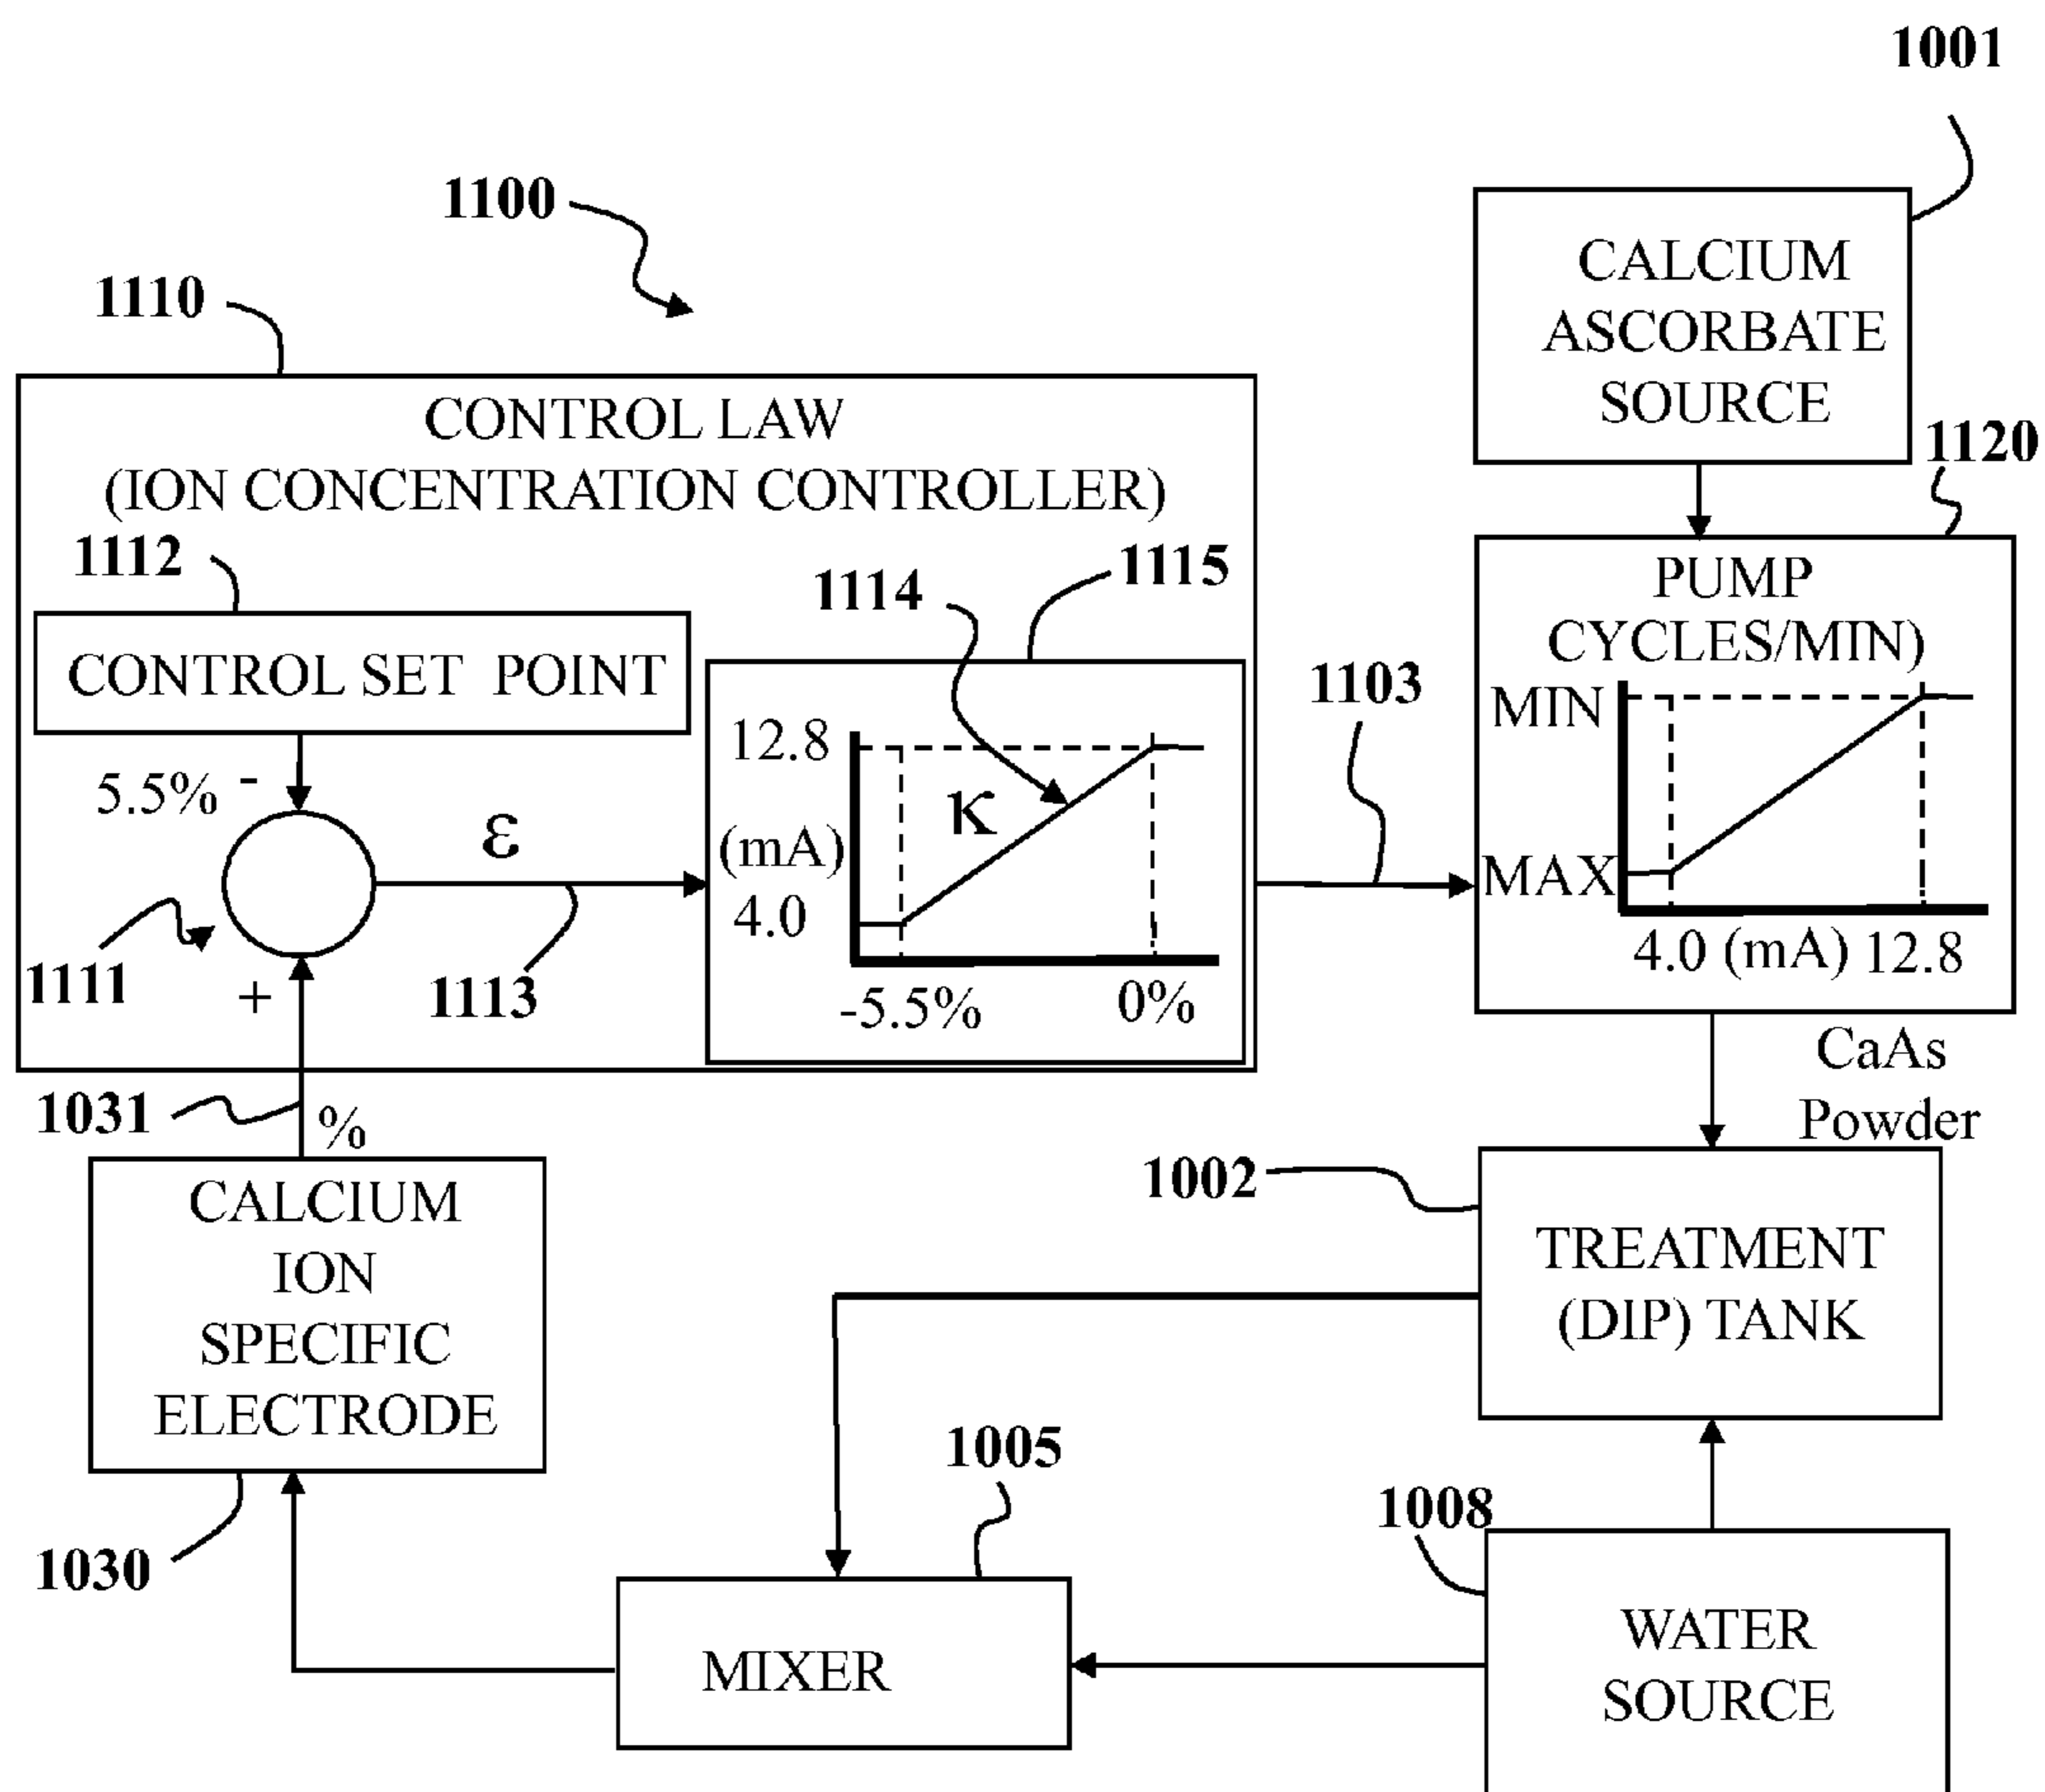 1001
1100
CALCIUM
ASCORBATE
SOURCE
1110
CONTROL LAW
(ION CONCENTRATION CONTROLLER)
1120
1112
1114
1115
PUMP
CYCLES/MIN)
CONTROL SET POINT
1103
MIN
12.8
5.5% -
ε
κ
(mA)
4.0
MAX
4.0 (mA) 12.8
1111
+
1113
-5.5%
0%
CaAs
Powder
1031
%
1002
CALCIUM
ION
SPECIFIC
ELECTRODE
TREATMENT
(DIP) TANK
1005
1008
1030
MIXER
WATER
SOURCE